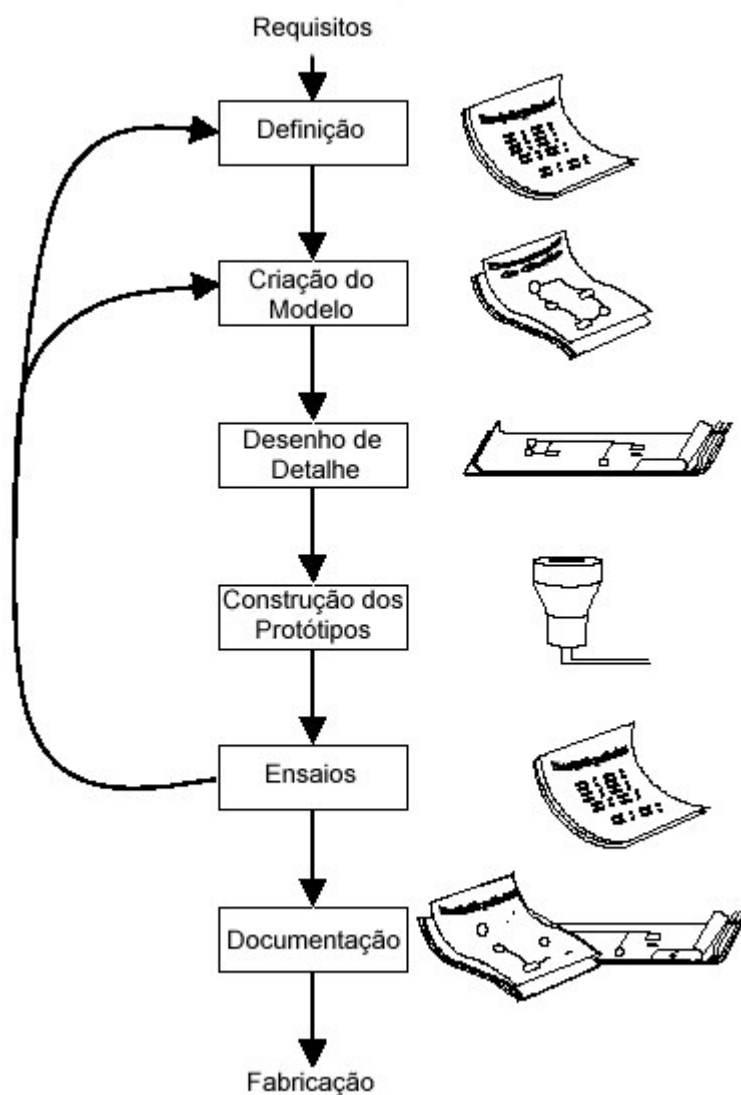 Requisitos
Definição
Criação do
Modelo
Desenho de
Detalhe
Construção dos
Protótipos
Ensaios
Documentação
Fabricação